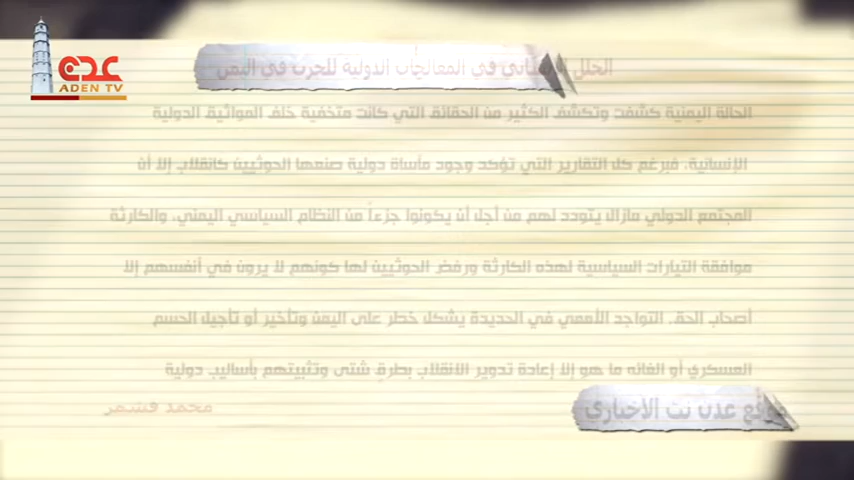 عدن
ADEN TV
الخلل في المعالجات الدولية للحرب في اليمن
الحالة اليمنية كشفت وتكشف الكثير من الحقائق التي كانت متخفية خلف المواثيق الدولية
الإنسانية، فبرغم كل التقارير التي تؤكد وجود مأساة دولية صنعها الحوثيين كانقلاب إلا أن
المجتمع الدولي مازال يتودد لهم من أجل أن يكونوا جزءاً من النظام السياسي اليمني، والكارثة
موافقة التيارات السياسية لهذه الكارثة ورفض الحوثيين لها كونهم لا يرون في أنفسهم إلا
أصحاب الحق. التواجد الأممي في الحديدة يشكل خطر على اليمن وتأخير أو تأجيل الحسم
العسكري أو الغائه ما هو إلا إعادة تدوير الانقلاب بطرق شتى وتثبيتهم بأساليب دولية
موقع عدن نت الاخباري
محمد قشمر